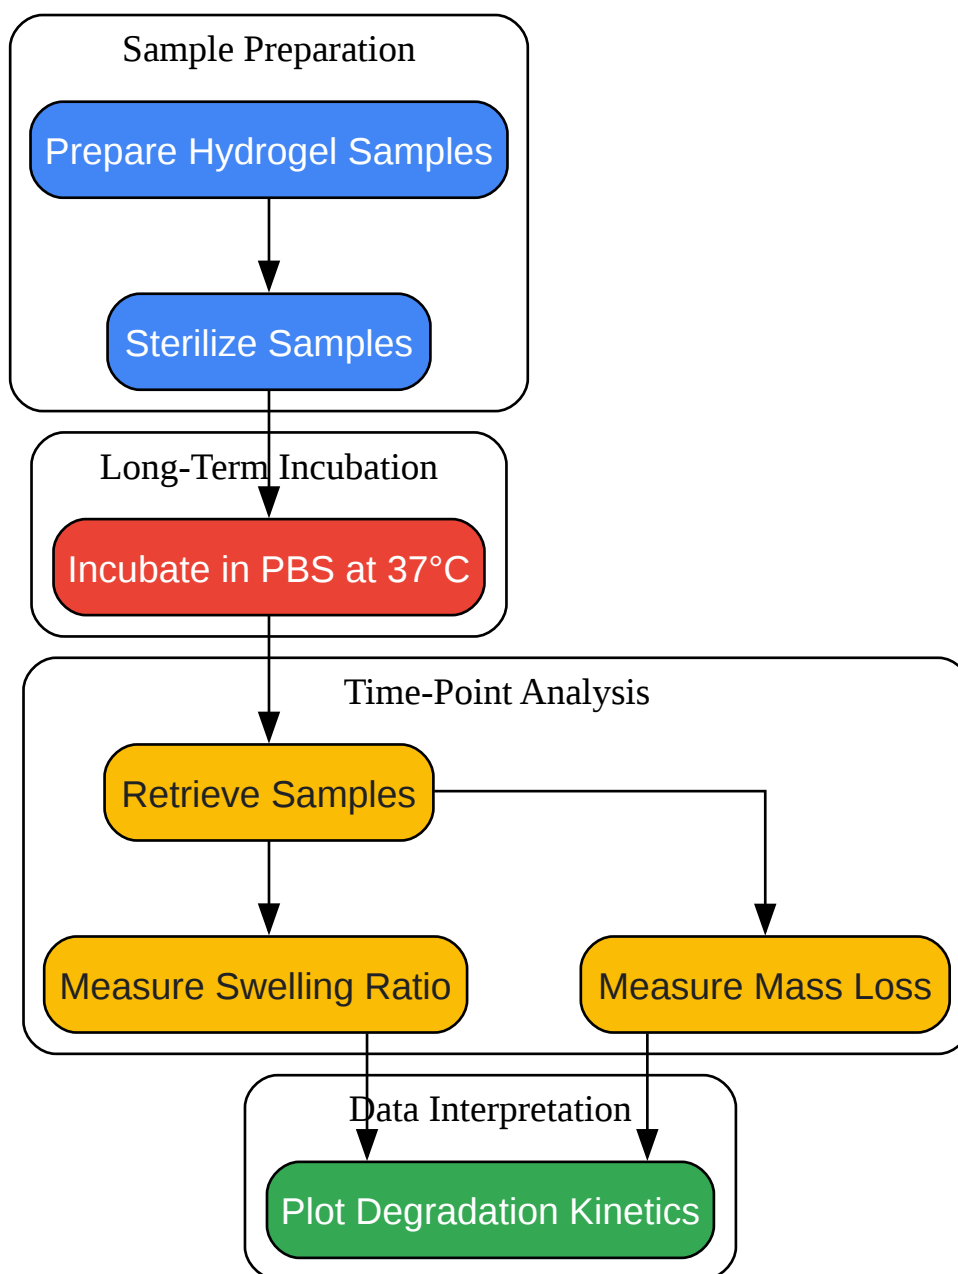 Sample Preparation
Prepare Hydrogel Samples
Sterilize Samples
Long-Term Incubation
Incubate in PBS at 37°C
Time-Point Analysis
Retrieve Samples
Measure Swelling Ratio
Measure Mass Loss
Data Interpretation
Plot Degradation Kinetics